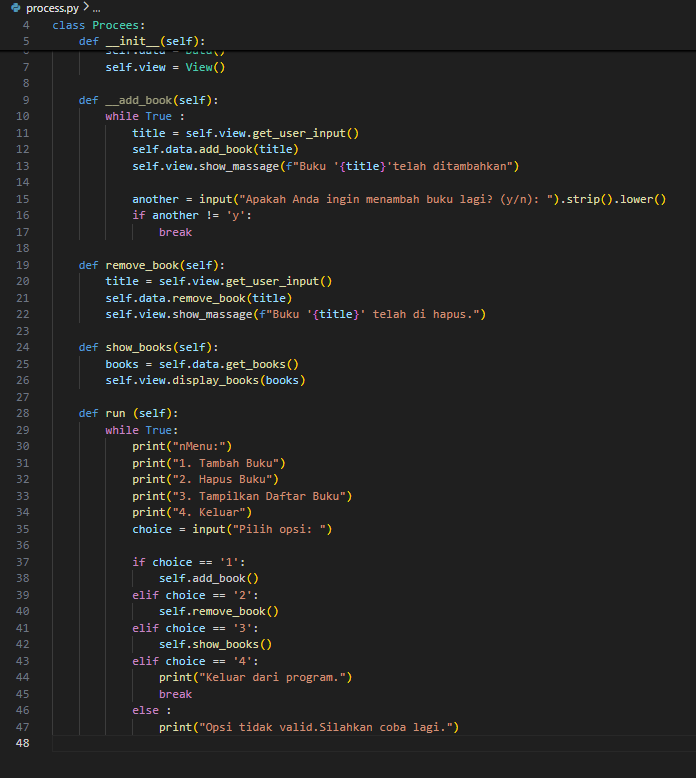 process.py > ...
4 class Procees:
5 def __init__(self):
6 self.data = Data()
7 self.view = View()
8
9 def __add_book(self):
10 while True :
11 title = self.view.get_user_input()
12 self.data.add_book(title)
13 self.view.show_massage(f"Buku '{title}'telah ditambahkan")
14
15 another = input("Apakah Anda ingin menambah buku lagi? (y/n): ").strip().lower()
16 if another != 'y':
17 break
18
19 def remove_book(self):
20 title = self.view.get_user_input()
21 self.data.remove_book(title)
22 self.view.show_massage(f"Buku '{title}' telah di hapus.")
23
24 def show_books(self):
25 books = self.data.get_books()
26 self.view.display_books(books)
27
28 def run (self):
29 while True:
30 print("nMenu:")
31 print("1. Tambah Buku")
32 print("2. Hapus Buku")
33 print("3. Tampilkan Daftar Buku")
34 print("4. Keluar")
35 choice = input("Pilih opsi: ")
36
37 if choice == '1':
38 self.add_book()
39 elif choice == '2':
40 self.remove_book()
41 elif choice == '3':
42 self.show_books()
43 elif choice == '4':
44 print("Keluar dari program.")
45 break
46 else :
47 print("Opsi tidak valid.Silahkan coba lagi.")
48